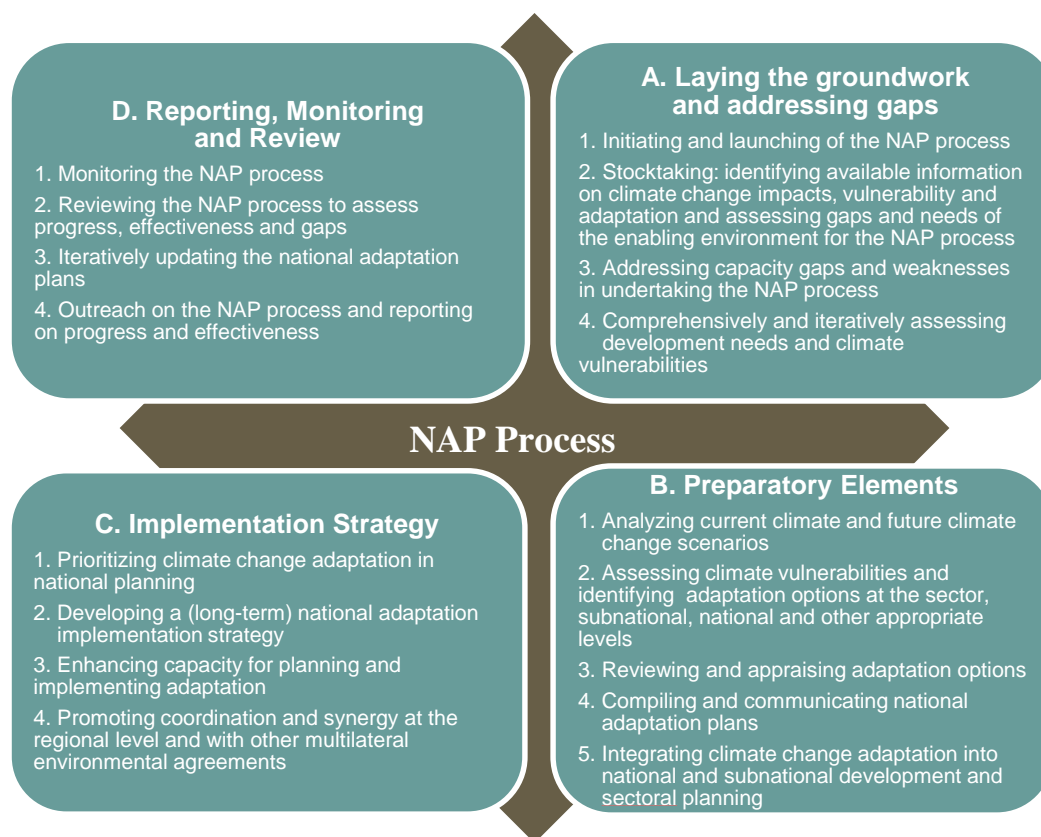 D. Reporting, Monitoring
and Review
1. Monitoring the NAP process
2. Reviewing the NAP process to assess
progress, effectiveness and gaps
3. Iteratively updating the national adaptation
plans
4. Outreach on the NAP process and reporting
on progress and effectiveness
A. Laying the groundwork
and addressing gaps
1. Initiating and launching of the NAP process
2. Stocktaking: identifying available information
on climate change impacts, vulnerability and
adaptation and assessing gaps and needs of
the enabling environment for the NAP process
3. Addressing capacity gaps and weaknesses
in undertaking the NAP process
4. Comprehensively and iteratively assessing
development needs and climate
vulnerabilities
NAP Process
C. Implementation Strategy
1. Prioritizing climate change adaptation in
national planning
2. Developing a (long-term) national adaptation
implementation strategy
3. Enhancing capacity for planning and
implementing adaptation
4. Promoting coordination and synergy at the
regional level and with other multilateral
environmental agreements
B. Preparatory Elements
1. Analyzing current climate and future climate
change scenarios
2. Assessing climate vulnerabilities and
identifying adaptation options at the sector,
subnational, national and other appropriate
levels
3. Reviewing and appraising adaptation options
4. Compiling and communicating national
adaptation plans
5. Integrating climate change adaptation into
national and subnational development and
sectoral planning